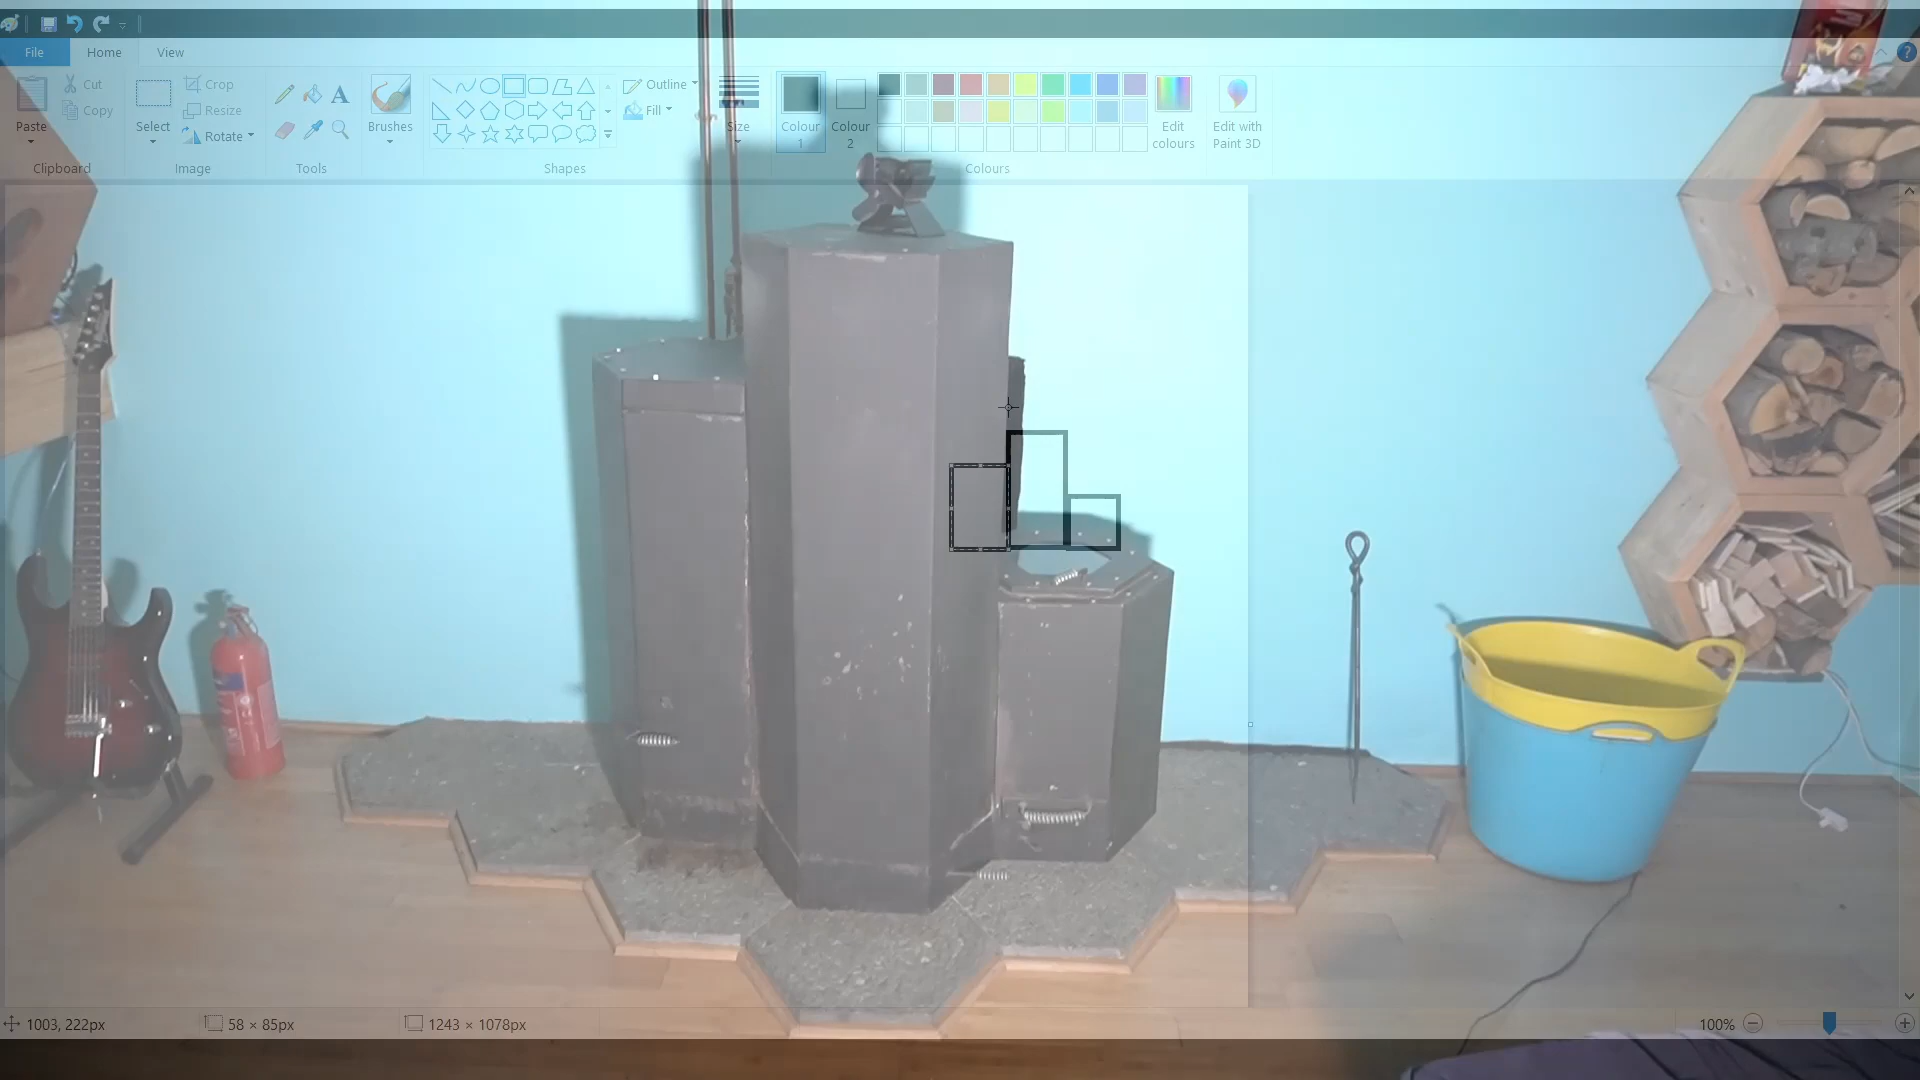 File Home View
Cut
Copy
Paste
Clipboard
Crop
Resize
Rotate
Select
Image
A
Tools
Brushes
Shapes
Outline
Fill
Size
Colour
1
Colour
2
Edit
colours
Colours
Edit with
Paint 3D
?
1003, 222px 58 × 85px 1243 × 1078px 100%